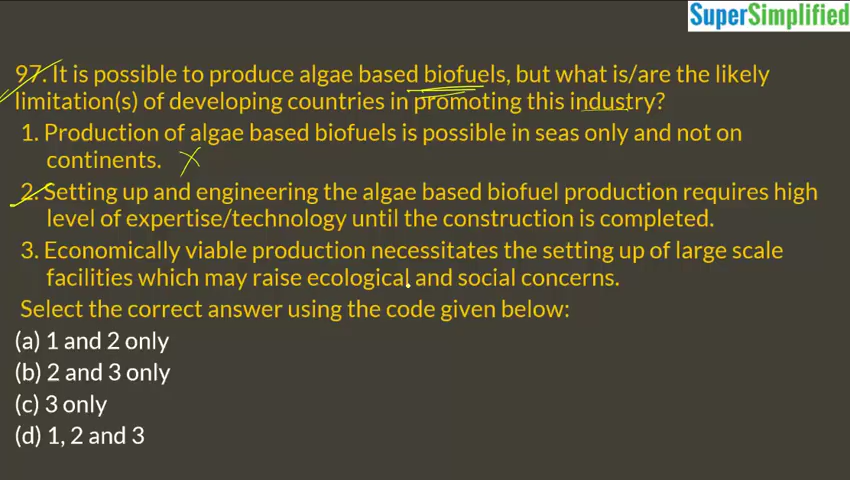 SuperSimplified
97. It is possible to produce algae based biofuels, but what is/are the likely
limitation(s) of developing countries in promoting this industry?
1. Production of algae based biofuels is possible in seas only and not on
continents.
2. Setting up and engineering the algae based biofuel production requires high
level of expertise/technology until the construction is completed.
3. Economically viable production necessitates the setting up of large scale
facilities which may raise ecological and social concerns.
Select the correct answer using the code given below:
(a) 1 and 2 only
(b) 2 and 3 only
(c) 3 only
(d) 1, 2 and 3